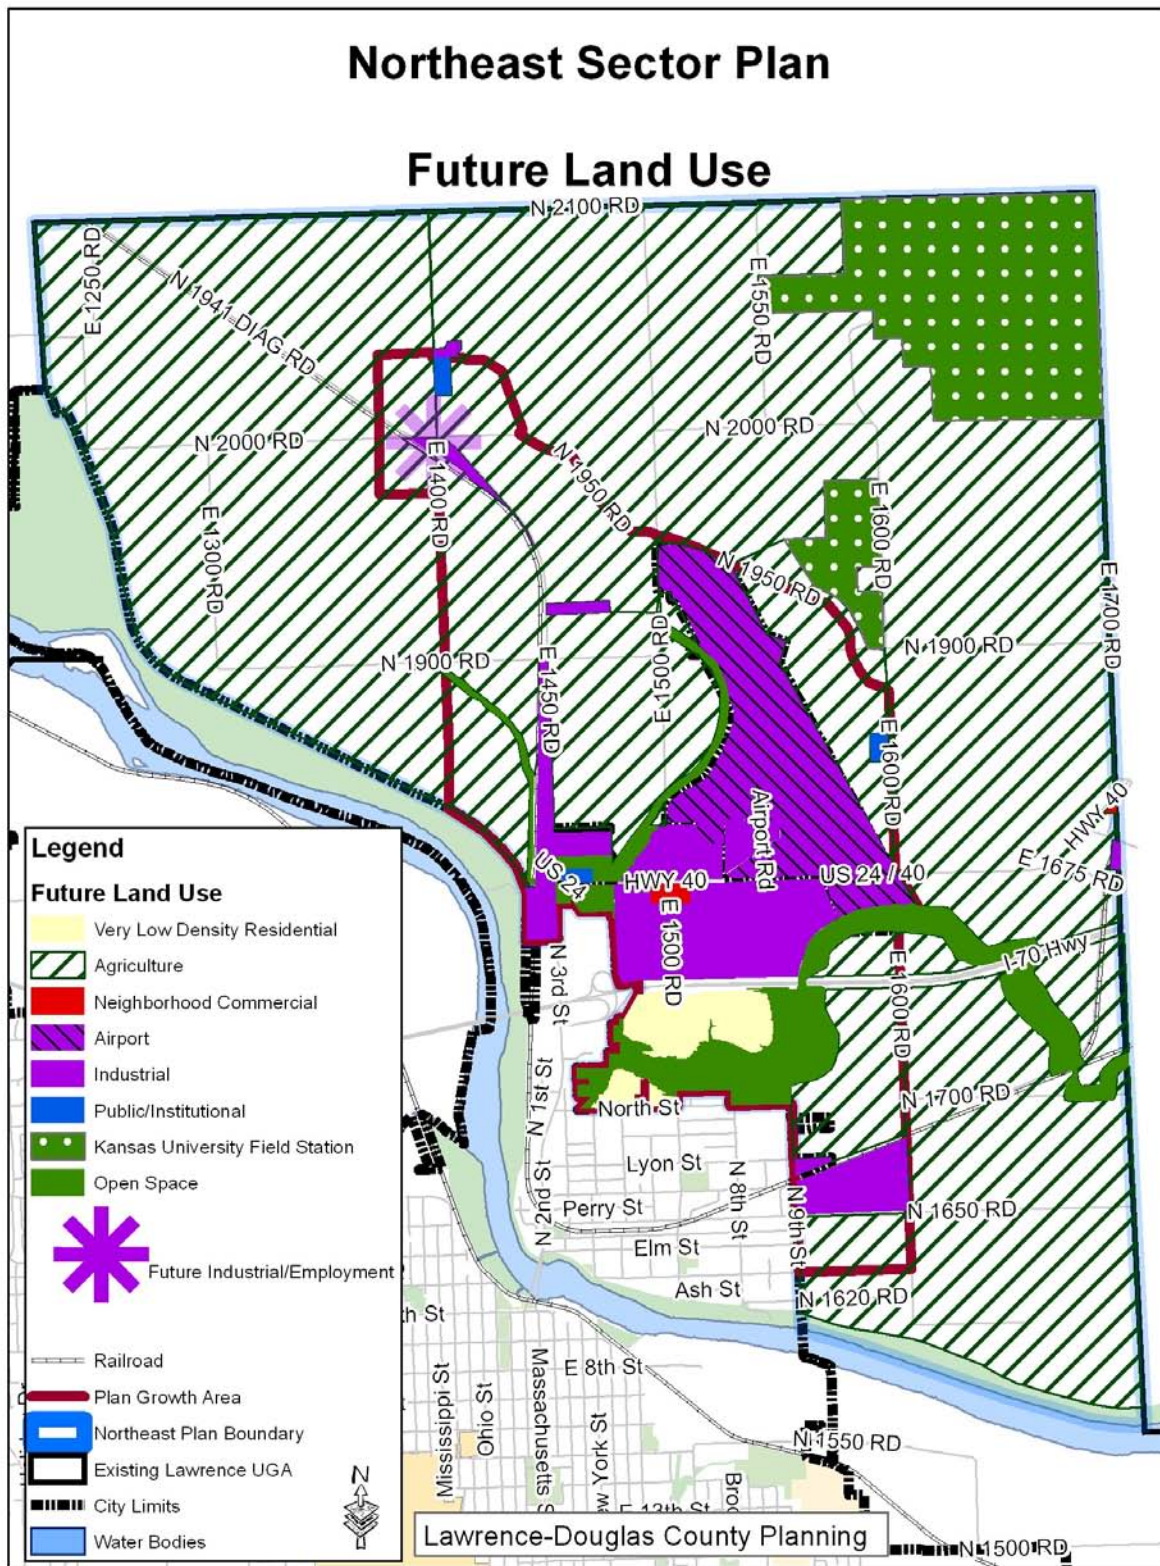 Northeast Sector Plan
Future Land Use
N 2100 RD
E 1250 RD
N 1941 DIAG RD
E 1550 RD
N 2000 RD
N 2000 RD
E 1400 RD
N 1950 RD
E 1300 RD
E 1600 RD
N 1950 RD
E 1700 RD
N 1900 RD
E 1500 RD
N 1900 RD
E 1450 RD
E 1600 RD
HWY 40
Airport Rd
E 1675 RD
US 24
HWY 40
US 24 / 40
E 1500 RD
N 3rd St
I-70 Hwy
E 1600 RD
N 1st St
North St
N 1700 RD
Lyon St
N 8th St
N 2nd St
Perry St
N 9th St
N 1650 RD
Elm St
Ash St
N 1620 RD
th St
E 8th St
Mississippi St
Ohio St
Massachusetts S
ew York St
N 1550 RD
Broo
E 13th St
N 1500 RD
Legend
Future Land Use
Very Low Density Residential
Agriculture
Neighborhood Commercial
Airport
Industrial
Public/Institutional
Kansas University Field Station
Open Space
Future Industrial/Employment
Railroad
Plan Growth Area
Northeast Plan Boundary
Existing Lawrence UGA
City Limits
Water Bodies
N
Lawrence-Douglas County Planning